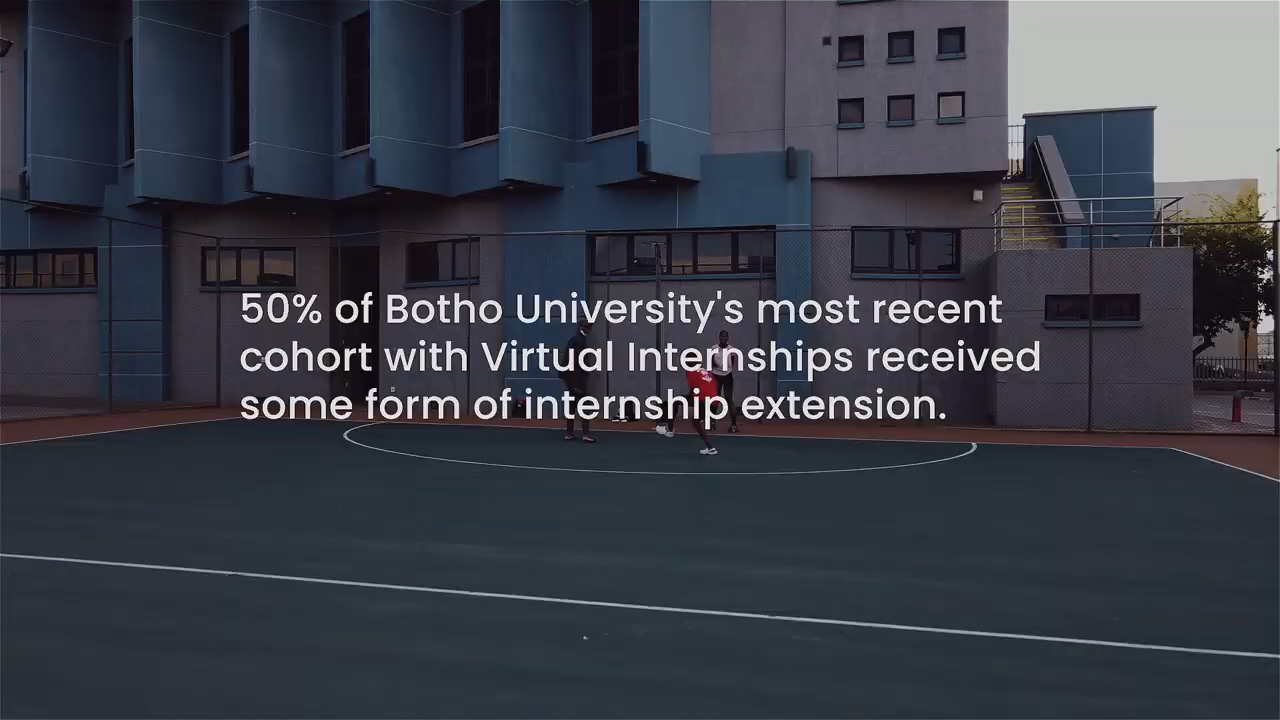 50% of Botho University's most recent
cohort with Virtual Internships received
some form of internship extension.